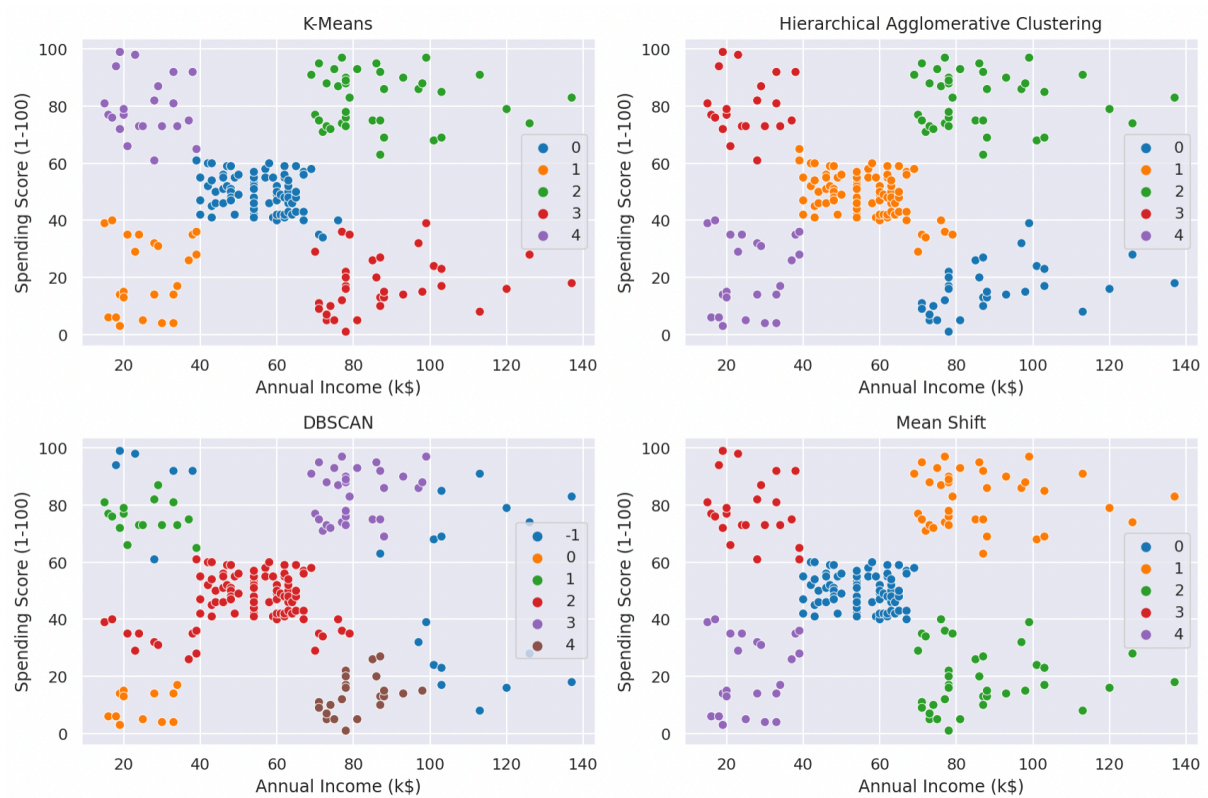 K-Means
Spending Score (1-100)
100
80
60
40
20
0
20 40 60 80 100 120 140
Annual Income (k$)
0
1
2
3
4
Hierarchical Agglomerative Clustering
Spending Score (1-100)
100
80
60
40
20
0
20 40 60 80 100 120 140
Annual Income (k$)
0
1
2
3
4
DBSCAN
Spending Score (1-100)
100
80
60
40
20
0
20 40 60 80 100 120 140
Annual Income (k$)
-1
0
1
2
3
4
Mean Shift
Spending Score (1-100)
100
80
60
40
20
0
20 40 60 80 100 120 140
Annual Income (k$)
0
1
2
3
4